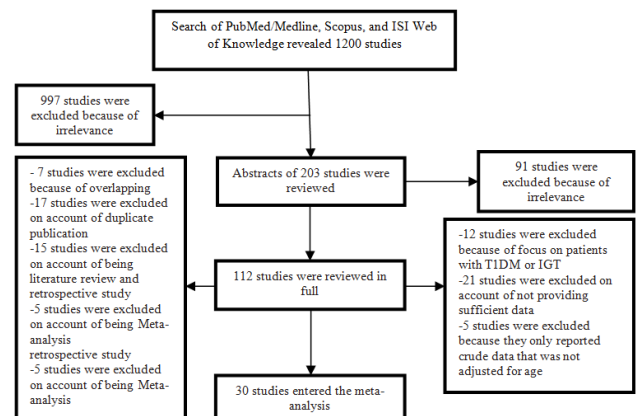 Search of PubMed/Medline, Scopus, and ISI Web
of Knowledge revealed 1200 studies
997 studies were
excluded because of
irrelevance
Abstracts of 203 studies were
reviewed
91 studies were
excluded because of
irrelevance
- 7 studies were excluded
because of overlapping
-17 studies were excluded
on account of duplicate
publication
-15 studies were excluded
on account of being
literature review and
retrospective study
-5 studies were excluded
on account of being Meta-
analysis
retrospective study
-5 studies were excluded
on account of being Meta-
analysis
112 studies were reviewed in
full
-12 studies were excluded
because of focus on patients
with T1DM or IGT
-21 studies were excluded on
account of not providing
sufficient data
-5 studies were excluded
because they only reported
crude data that was not
adjusted for age
30 studies entered the meta-
analysis